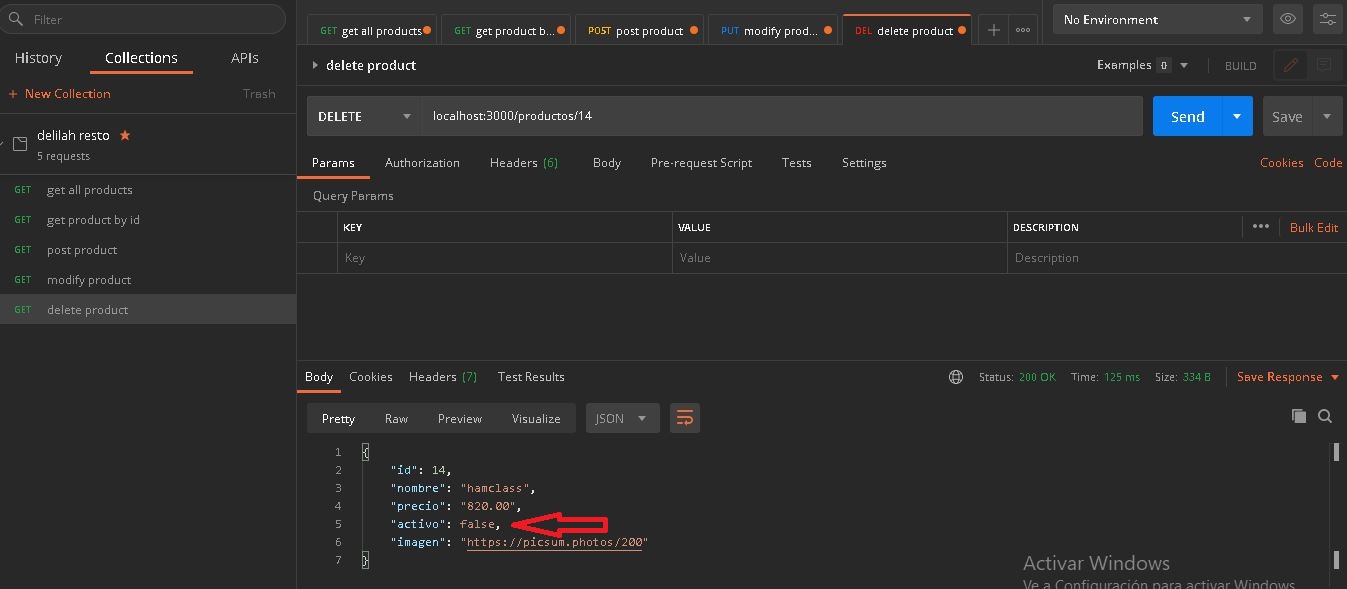 Filter
History Collections APIs
+ New Collection Trash
delilah resto
5 requests
GET get all products
GET get product by id
GET post product
GET modify product
GET delete product
GET get all products GET get product b... POST post product PUT modify prod... DEL delete product + ooo No Environment
delete product Examples 0 BUILD
DELETE localhost:3000/productos/14 Send Save
Params Authorization Headers (6) Body Pre-request Script Tests Settings Cookies Code
Query Params
KEY VALUE DESCRIPTION ••• Bulk Edit
Key Value Description
Body Cookies Headers (7) Test Results Status: 200 OK Time: 125 ms Size: 334 B Save Response
Pretty Raw Preview Visualize JSON
1 {
2 "id": 14,
3 "nombre": "hamclass",
4 "precio": "820.00",
5 "activo": false,
6 "imagen": "https://picsum.photos/200"
7 }
Activar Windows
Ve a Configuración para activar Windows.